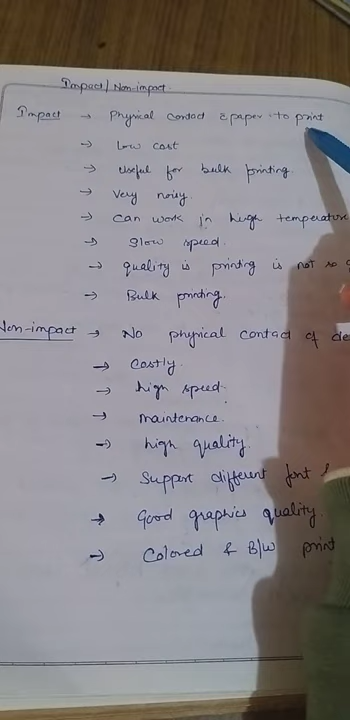 Impact / Non-impact.
Impact → Physical contact & paper to print
→ Low cost
→ Useful for bulk printing.
→ Very noisy.
→ Can work in high temperature
→ Slow speed.
→ quality is printing is not so
→ Bulk printing.
Non-impact → No physical contact of de
→ Costly.
→ high speed.
→ maintenance.
→ high quality.
→ Support different font
→ Good graphics quality.
→ Colored & B/w print